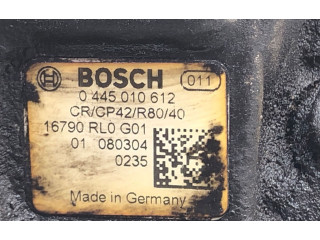 BOSCH 011
0 445 010 612
CR/CP42/R80/40
16790 RL0 G01
01 080304
0235
Made in Germany